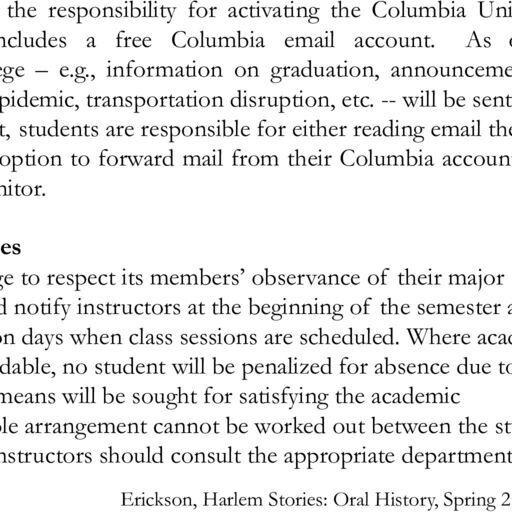 the responsibility for activating the Columbia Uni
ncludes a free Columbia email account. As
ege – e.g., information on graduation, announceme
pidemic, transportation disruption, etc. -- will be sent
t, students are responsible for either reading email the
option to forward mail from their Columbia accoun
nitor.
es
ge to respect its members' observance of their major
d notify instructors at the beginning of the semester a
on days when class sessions are scheduled. Where aca
dable, no student will be penalized for absence due to
means will be sought for satisfying the academic
ole arrangement cannot be worked out between the st
nstructors should consult the appropriate department
Erickson, Harlem Stories: Oral History, Spring 2